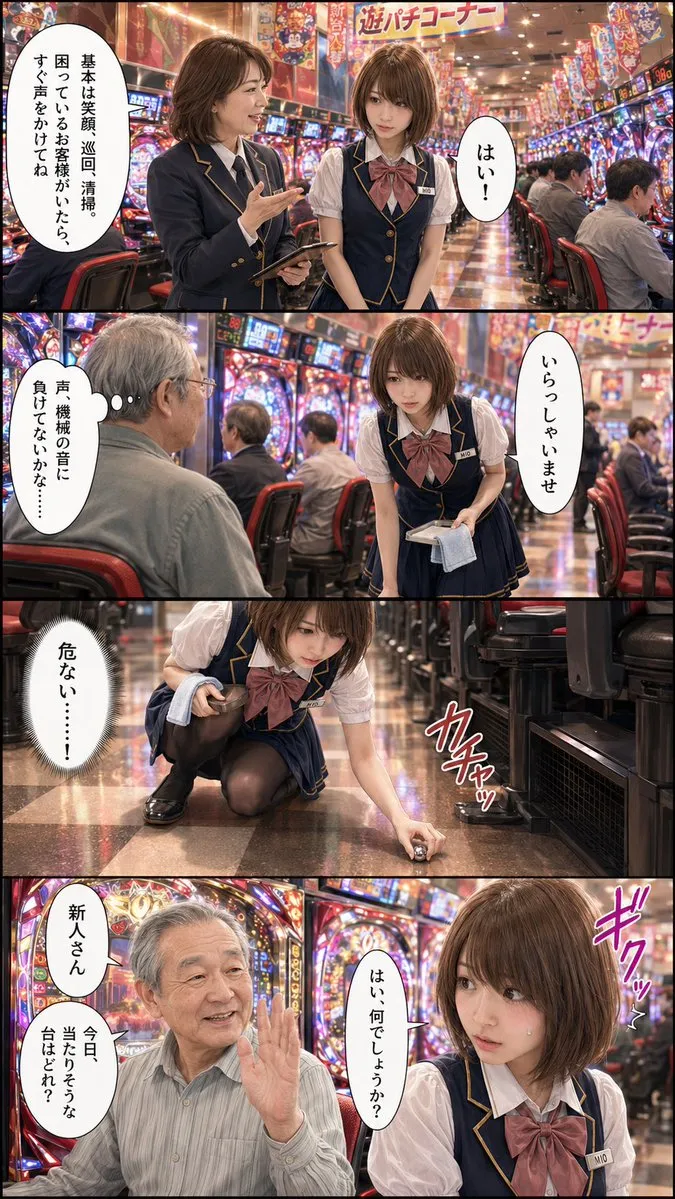 遊パチコーナー
基本は笑顔、巡回、清掃。
困っているお客様がいたら、
すぐ声をかけてね
はい!
MIO
いらっしゃいませ
声、機械の音に
負けてないかな……
MIO
危ない……!
カチャッ
MIO
新人さん
今日、
当たりそうな
台はどれ?
はい、何でしょうか?
ギクッ
MIO